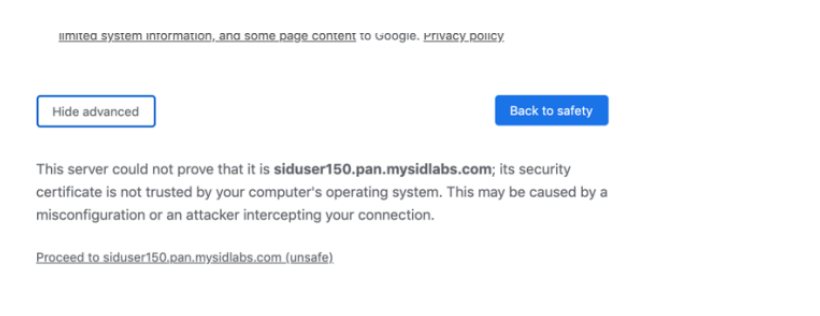 limited system information, and some page content to Google. Privacy policy
Hide advanced
Back to safety
This server could not prove that it is siduser150.pan.mysidlabs.com; its security
certificate is not trusted by your computer's operating system. This may be caused by a
misconfiguration or an attacker intercepting your connection.
Proceed to siduser150.pan.mysidlabs.com (unsafe)